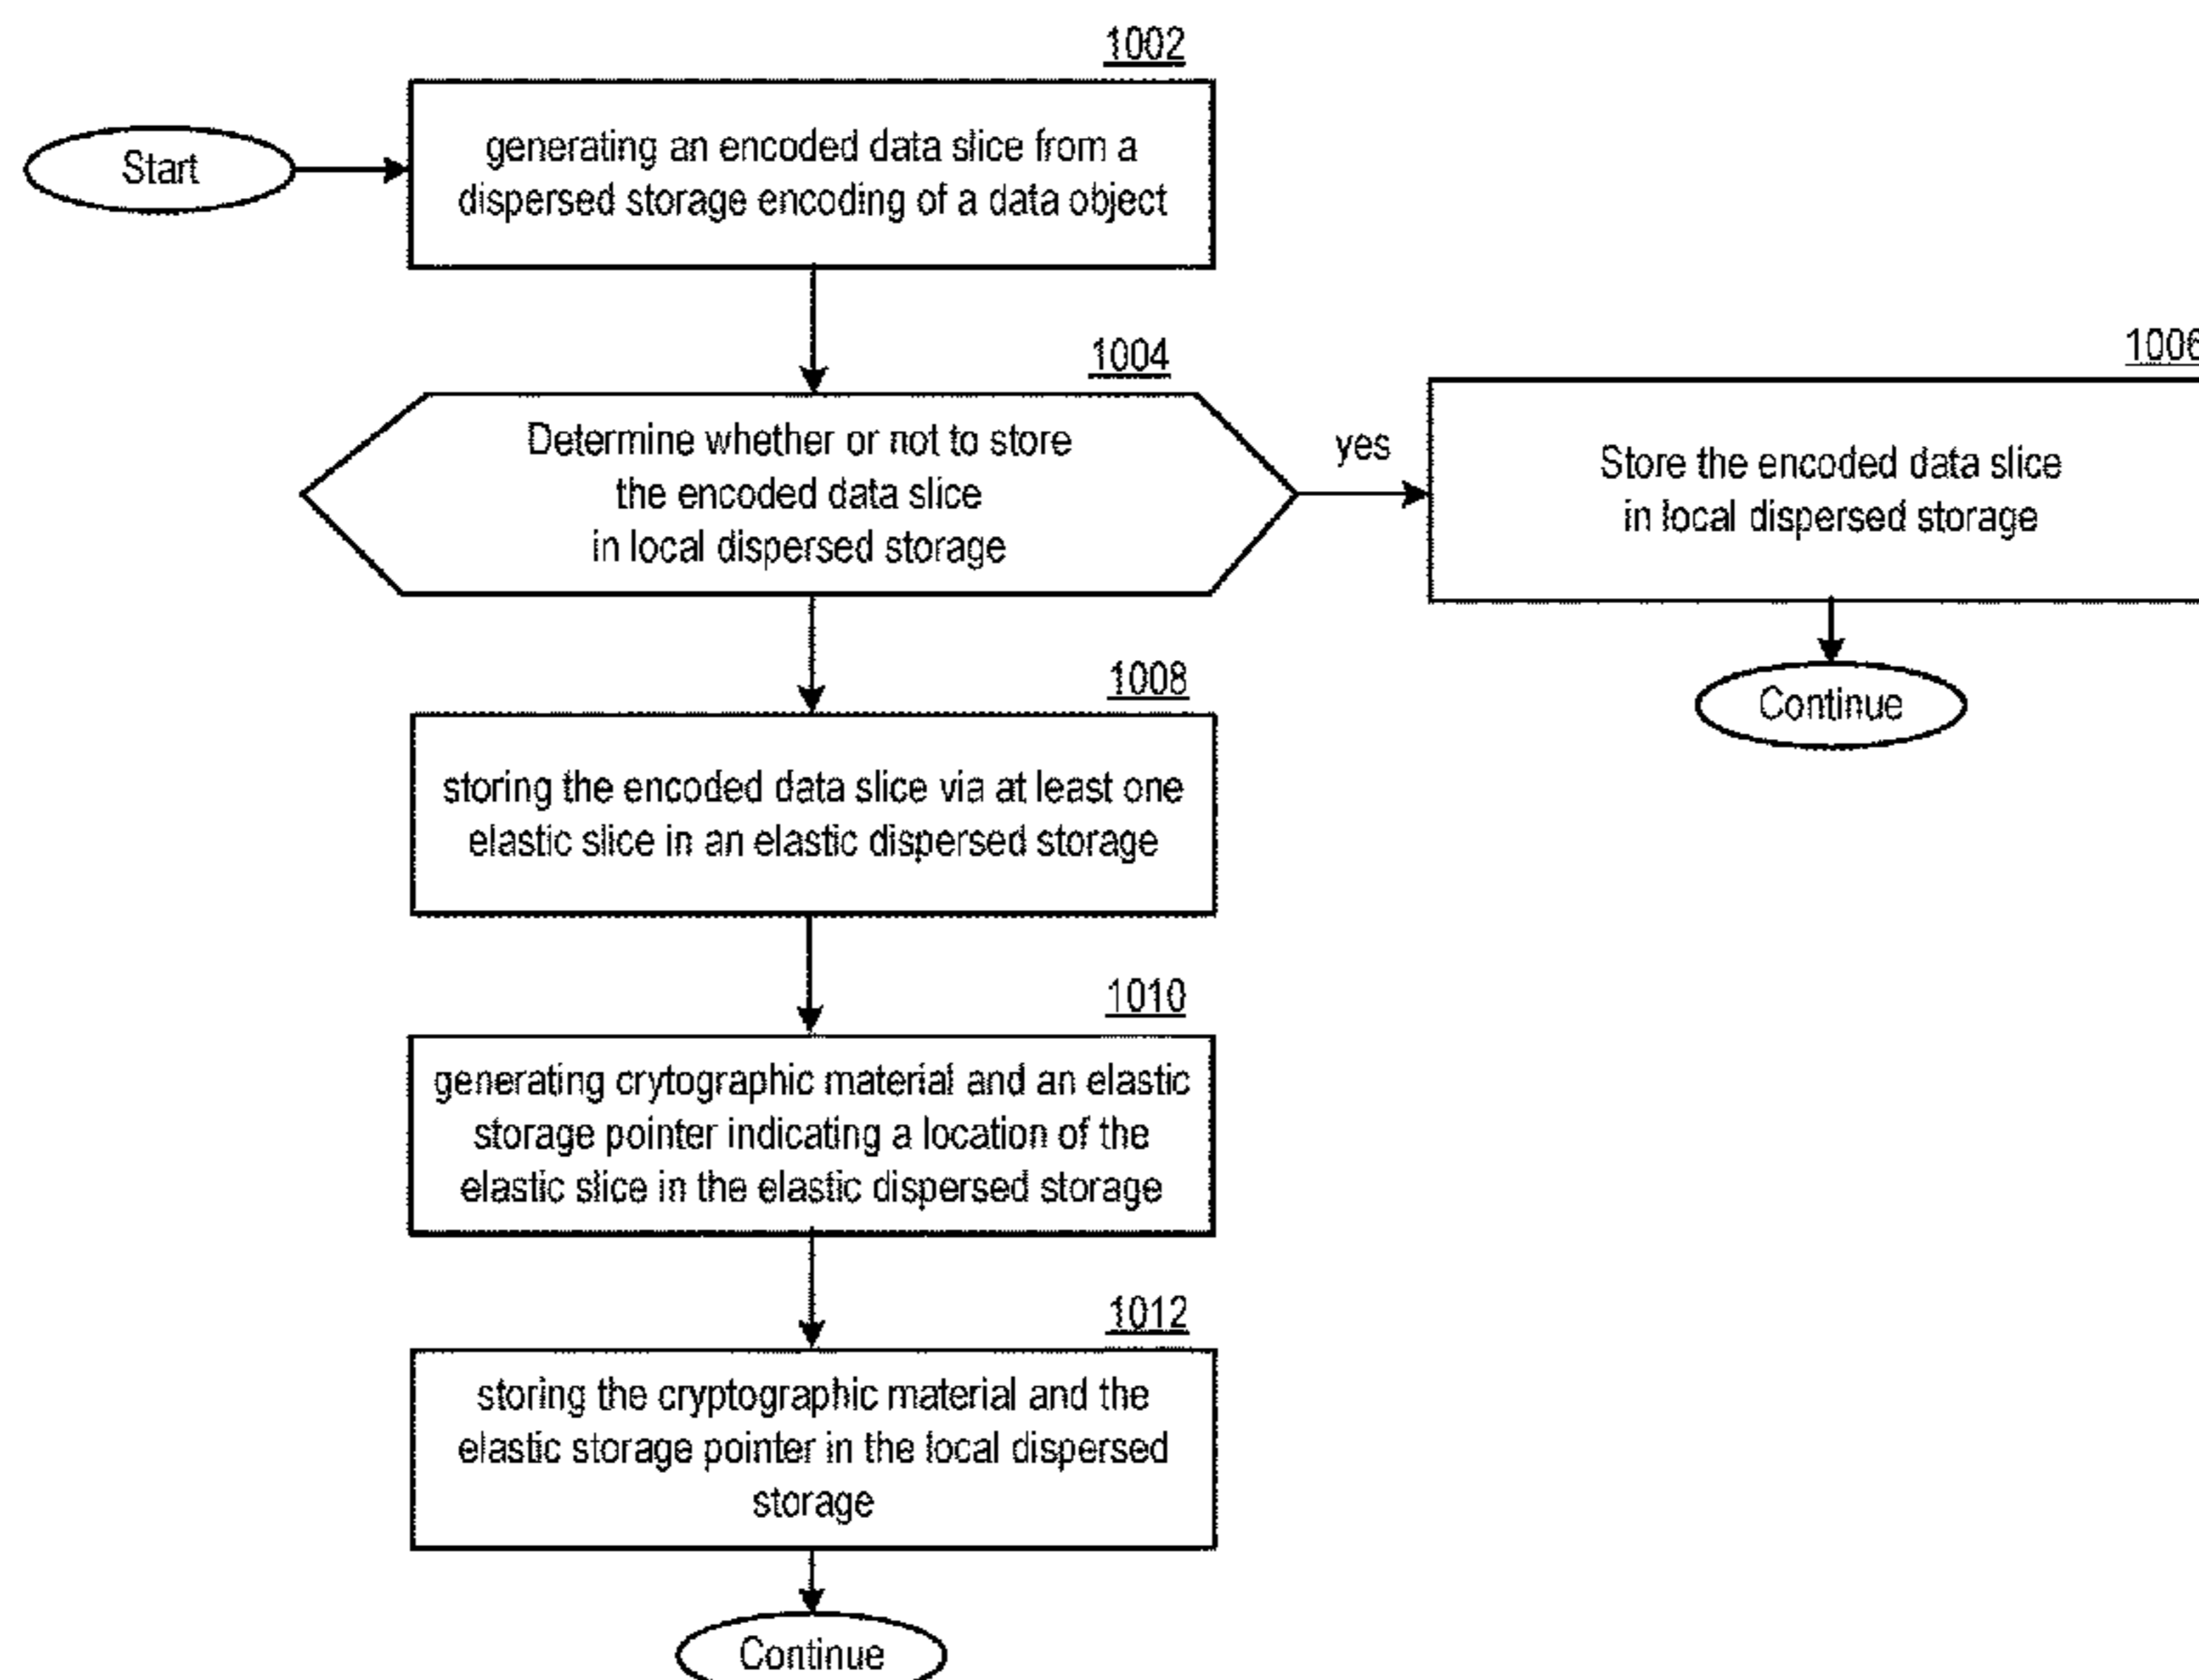 1002
Start
generating an encoded data slice from a
dispersed storage encoding of a data object
1004
Determine whether or not to store
the encoded data slice
in local dispersed storage
yes
1006
Store the encoded data slice
in local dispersed storage
Continue
1008
storing the encoded data slice via at least one
elastic slice in an elastic dispersed storage
1010
generating crytographic material and an elastic
storage pointer indicating a location of the
elastic slice in the elastic dispersed storage
1012
storing the cryptographic material and the
elastic storage pointer in the local dispersed
storage
Continue